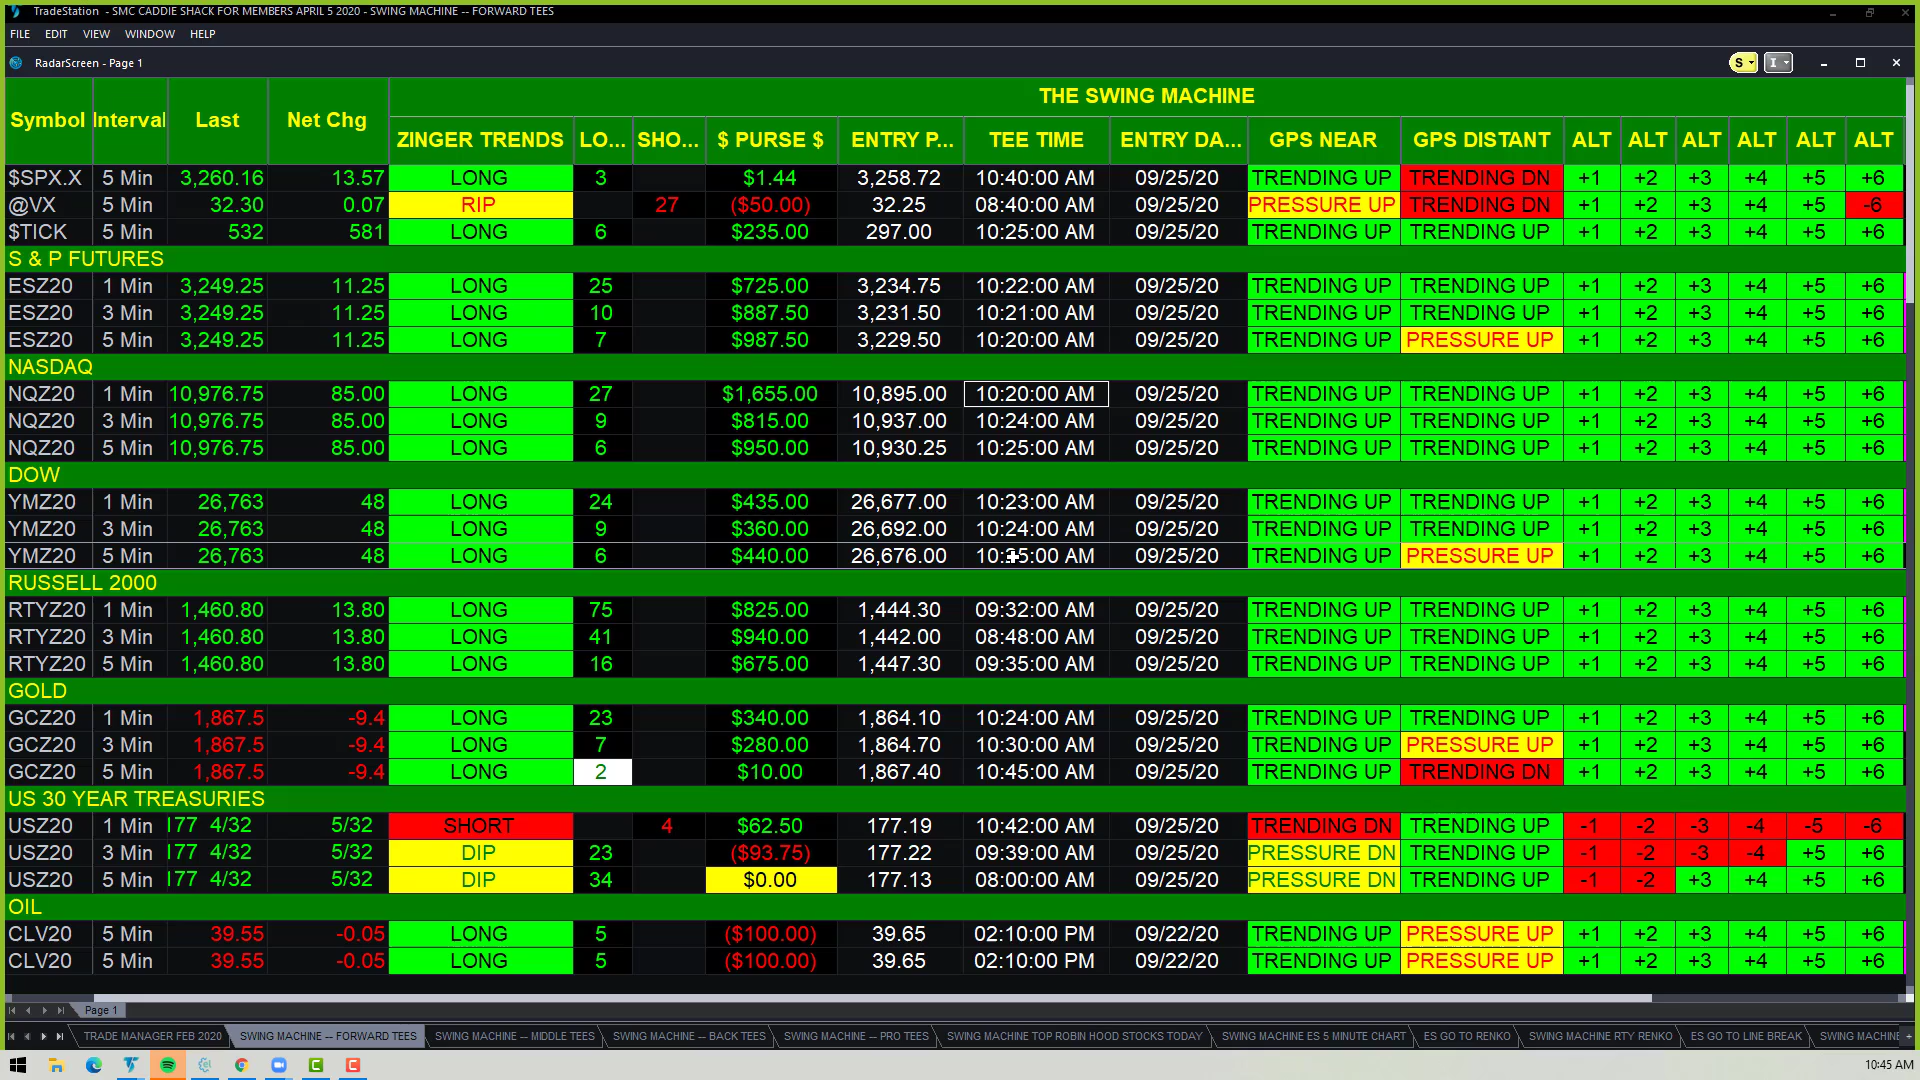 TradeStation - SMC CADDIE SHACK FOR MEMBERS APRIL 5 2020 - SWING MACHINE -- FORWARD TEES
FILE EDIT VIEW WINDOW HELP
RadarScreen - Page 1 S I
THE SWING MACHINE
Symbol Interval Last Net Chg ZINGER TRENDS LO... SHO... $ PURSE $ ENTRY P... TEE TIME ENTRY DA... GPS NEAR GPS DISTANT ALT ALT ALT ALT ALT ALT
$SPX.X 5 Min 3,260.16 13.57 LONG 3 $1.44 3,258.72 10:40:00 AM 09/25/20 TRENDING UP TRENDING DN +1 +2 +3 +4 +5 +6
@VX 5 Min 32.30 0.07 RIP 27 ($50.00) 32.25 08:40:00 AM 09/25/20 PRESSURE UP TRENDING DN +1 +2 +3 +4 +5 -6
$TICK 5 Min 532 581 LONG 6 $235.00 297.00 10:25:00 AM 09/25/20 TRENDING UP TRENDING UP +1 +2 +3 +4 +5 +6
S & P FUTURES
ESZ20 1 Min 3,249.25 11.25 LONG 25 $725.00 3,234.75 10:22:00 AM 09/25/20 TRENDING UP TRENDING UP +1 +2 +3 +4 +5 +6
ESZ20 3 Min 3,249.25 11.25 LONG 10 $887.50 3,231.50 10:21:00 AM 09/25/20 TRENDING UP TRENDING UP +1 +2 +3 +4 +5 +6
ESZ20 5 Min 3,249.25 11.25 LONG 7 $987.50 3,229.50 10:20:00 AM 09/25/20 TRENDING UP PRESSURE UP +1 +2 +3 +4 +5 +6
NASDAQ
NQZ20 1 Min 10,976.75 85.00 LONG 27 $1,655.00 10,895.00 10:20:00 AM 09/25/20 TRENDING UP TRENDING UP +1 +2 +3 +4 +5 +6
NQZ20 3 Min 10,976.75 85.00 LONG 9 $815.00 10,937.00 10:24:00 AM 09/25/20 TRENDING UP TRENDING UP +1 +2 +3 +4 +5 +6
NQZ20 5 Min 10,976.75 85.00 LONG 6 $950.00 10,930.25 10:25:00 AM 09/25/20 TRENDING UP TRENDING UP +1 +2 +3 +4 +5 +6
DOW
YMZ20 1 Min 26,763 48 LONG 24 $435.00 26,677.00 10:23:00 AM 09/25/20 TRENDING UP TRENDING UP +1 +2 +3 +4 +5 +6
YMZ20 3 Min 26,763 48 LONG 9 $360.00 26,692.00 10:24:00 AM 09/25/20 TRENDING UP TRENDING UP +1 +2 +3 +4 +5 +6
YMZ20 5 Min 26,763 48 LONG 6 $440.00 26,676.00 AM 09/25/20 TRENDING UP PRESSURE UP +1 +2 +3 +4 +5 +6
RUSSELL 2000
RTYZ20 1 Min 1,460.80 13.80 LONG 75 $825.00 1,444.30 09:32:00 AM 09/25/20 TRENDING UP TRENDING UP +1 +2 +3 +4 +5 +6
RTYZ20 3 Min 1,460.80 13.80 LONG 41 $940.00 1,442.00 08:48:00 AM 09/25/20 TRENDING UP TRENDING UP +1 +2 +3 +4 +5 +6
RTYZ20 5 Min 1,460.80 13.80 LONG 16 $675.00 1,447.30 09:35:00 AM 09/25/20 TRENDING UP TRENDING UP +1 +2 +3 +4 +5 +6
GOLD
GCZ20 1 Min 1,867.5 -9.4 LONG 23 $340.00 1,864.10 10:24:00 AM 09/25/20 TRENDING UP TRENDING UP +1 +2 +3 +4 +5 +6
GCZ20 3 Min 1,867.5 -9.4 LONG 7 $280.00 1,864.70 10:30:00 AM 09/25/20 TRENDING UP PRESSURE UP +1 +2 +3 +4 +5 +6
GCZ20 5 Min 1,867.5 -9.4 LONG 2 $10.00 1,867.40 10:45:00 AM 09/25/20 TRENDING UP TRENDING DN +1 +2 +3 +4 +5 +6
US 30 YEAR TREASURIES
USZ20 1 Min 177 4/32 5/32 SHORT 4 $62.50 177.19 10:42:00 AM 09/25/20 TRENDING DN TRENDING UP -1 -2 -3 -4 -5 -6
USZ20 3 Min 177 4/32 5/32 DIP 23 ($93.75) 177.22 09:39:00 AM 09/25/20 PRESSURE DN TRENDING UP -1 -2 -3 -4 +5 +6
USZ20 5 Min 177 4/32 5/32 DIP 34 $0.00 177.13 08:00:00 AM 09/25/20 PRESSURE DN TRENDING UP -1 -2 +3 +4 +5 +6
OIL
CLV20 5 Min 39.55 -0.05 LONG 5 ($100.00) 39.65 02:10:00 PM 09/22/20 TRENDING UP PRESSURE UP +1 +2 +3 +4 +5 +6
CLV20 5 Min 39.55 -0.05 LONG 5 ($100.00) 39.65 02:10:00 PM 09/22/20 TRENDING UP PRESSURE UP +1 +2 +3 +4 +5 +6
Page 1
TRADE MANAGER FEB 2020 SWING MACHINE -- FORWARD TEES SWING MACHINE -- MIDDLE TEES SWING MACHINE -- BACK TEES SWING MACHINE -- PRO TEES SWING MACHINE TOP ROBIN HOOD STOCKS TODAY SWING MACHINE ES 5 MINUTE CHART ES GO TO RENKO SWING MACHINE RTY RENKO ES GO TO LINE BREAK SWING MACHINE
10:45 AM